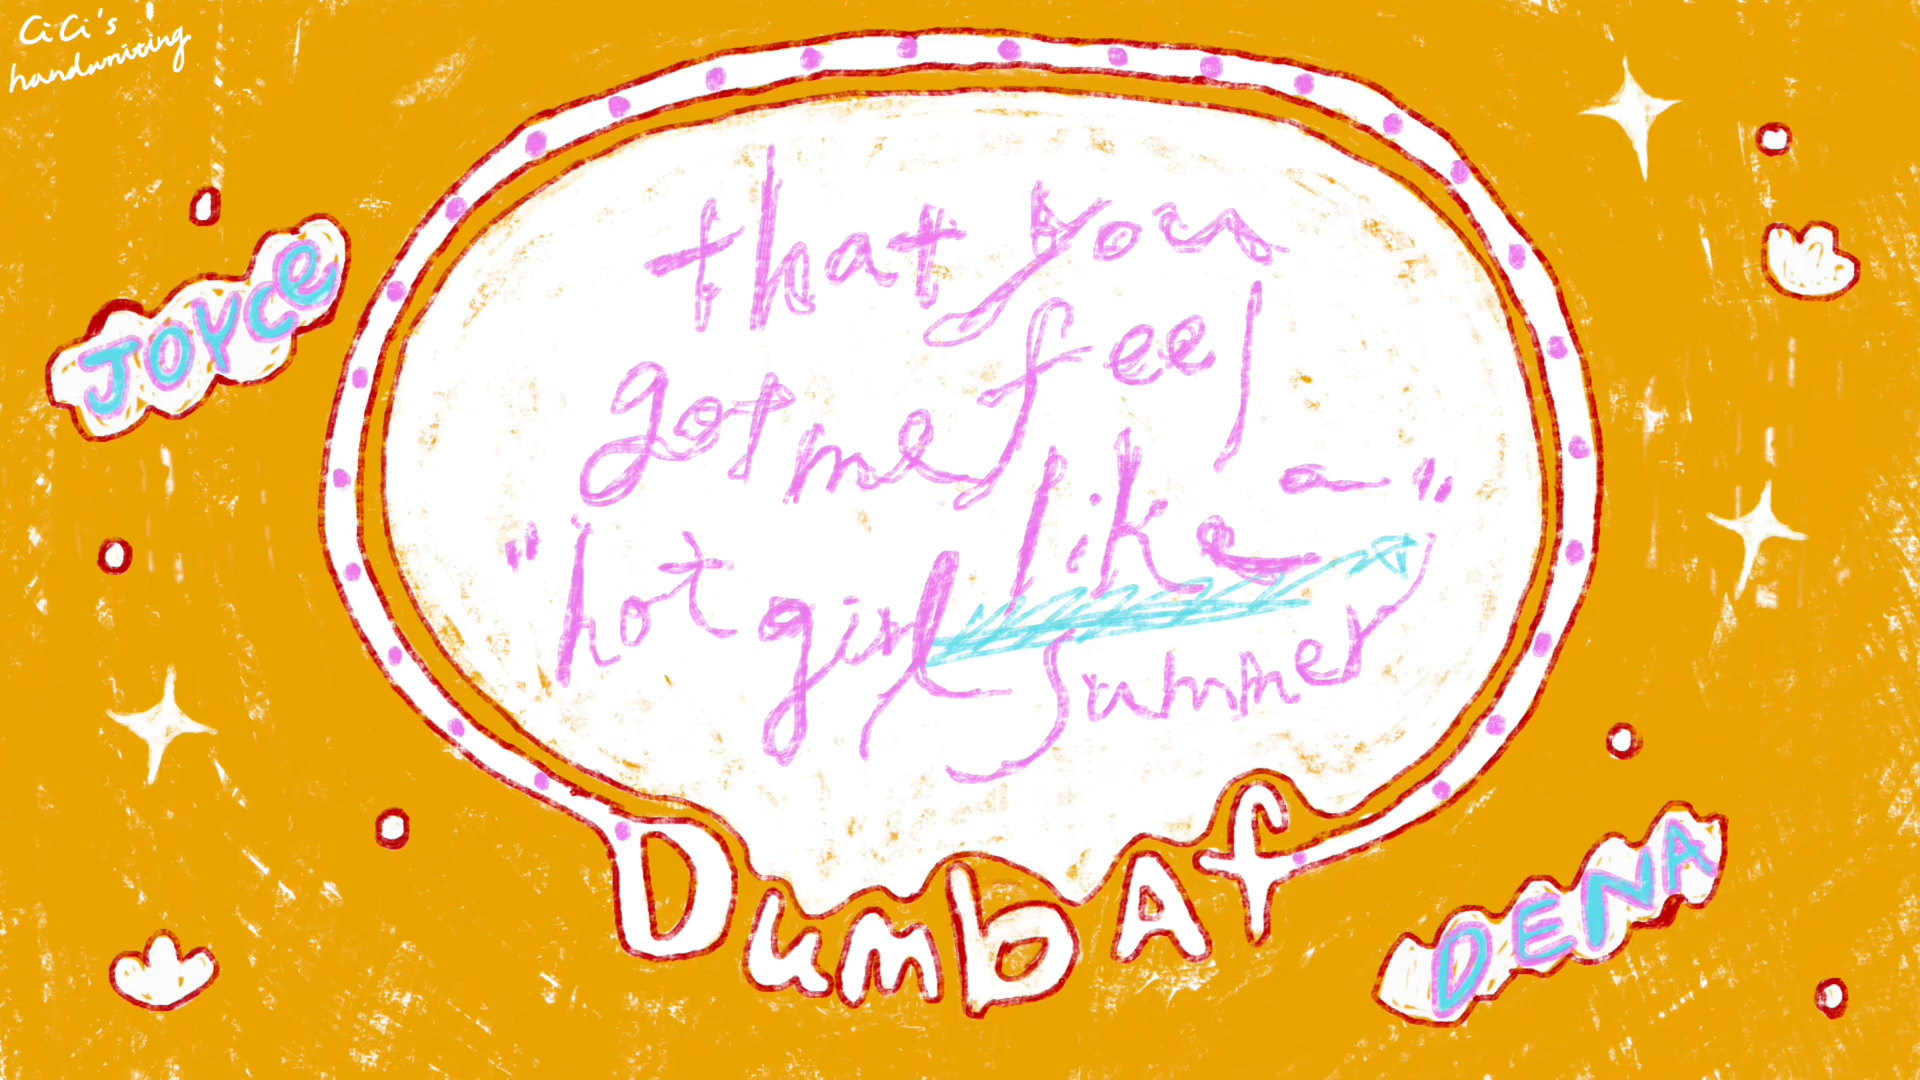 CiCi's
handwriting
JOYCE
that you
got me feel
like a
"hot girl summer"
Dumb Af
DENA